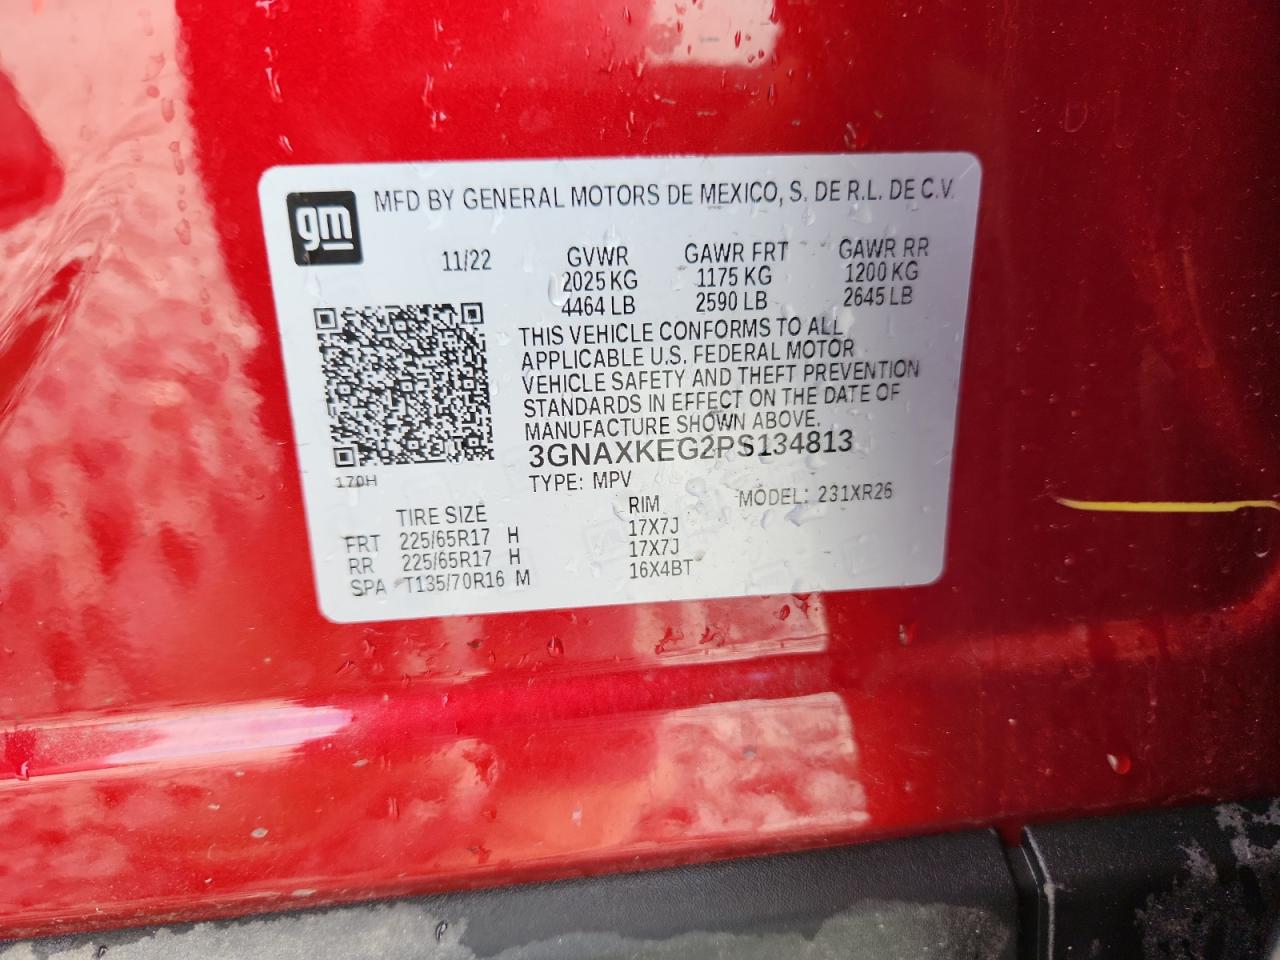 gm
MFD BY GENERAL MOTORS DE MEXICO, S. DE R.L. DE C.V.
11/22 GVWR GAWR FRT GAWR RR
2025 KG 1175 KG 1200 KG
4464 LB 2590 LB 2645 LB
THIS VEHICLE CONFORMS TO ALL
APPLICABLE U.S. FEDERAL MOTOR
VEHICLE SAFETY AND THEFT PREVENTION
STANDARDS IN EFFECT ON THE DATE OF
MANUFACTURE SHOWN ABOVE.
3GNAXKEG2PS134813
170H
TYPE: MPV MODEL: 231XR26
TIRE SIZE RIM
FRT 225/65R17 H 17X7J
RR 225/65R17 H 17X7J
SPA T135/70R16 M 16X4BT